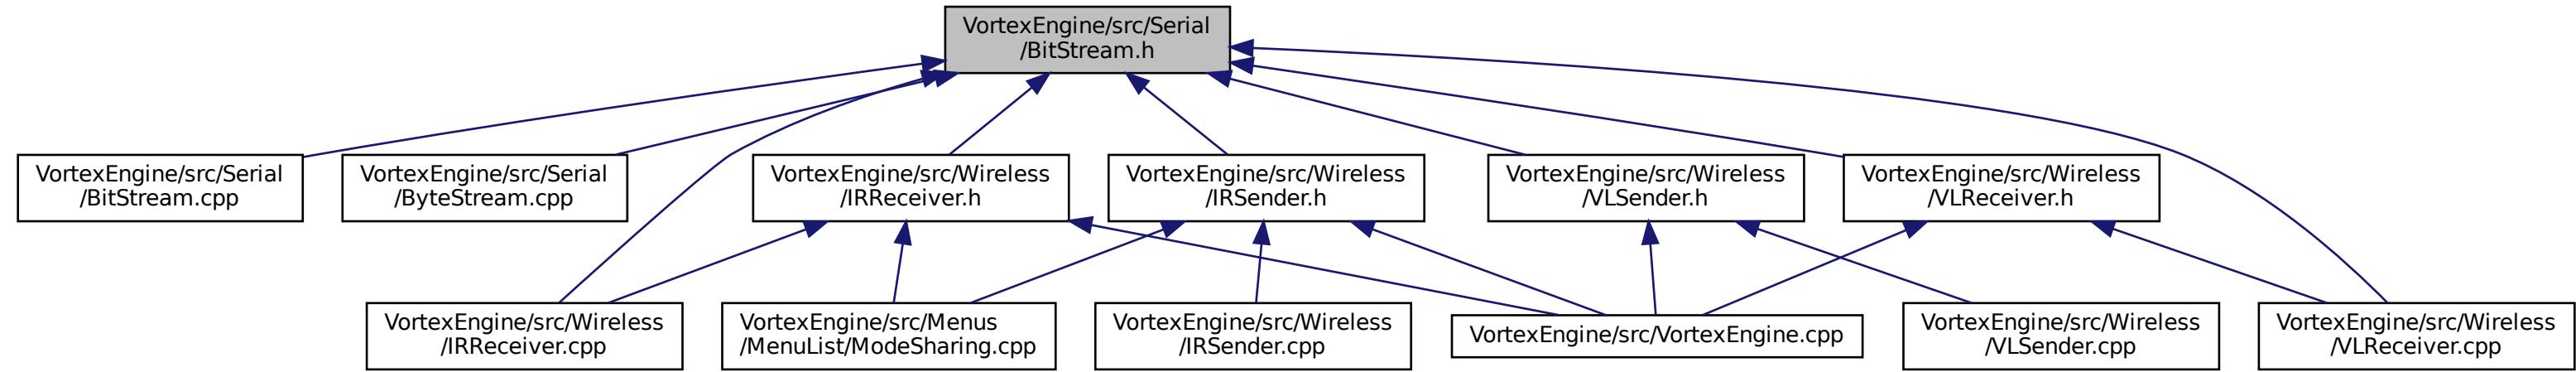 VortexEngine/src/Serial
/BitStream.h
VortexEngine/src/Serial
/BitStream.cpp
VortexEngine/src/Serial
/ByteStream.cpp
VortexEngine/src/Wireless
/IRReceiver.h
VortexEngine/src/Wireless
/IRSender.h
VortexEngine/src/Wireless
/VLSender.h
VortexEngine/src/Wireless
/VLReceiver.h
VortexEngine/src/Wireless
/IRReceiver.cpp
VortexEngine/src/Menus
/MenuList/ModeSharing.cpp
VortexEngine/src/Wireless
/IRSender.cpp
VortexEngine/src/VortexEngine.cpp
VortexEngine/src/Wireless
/VLSender.cpp
VortexEngine/src/Wireless
/VLReceiver.cpp